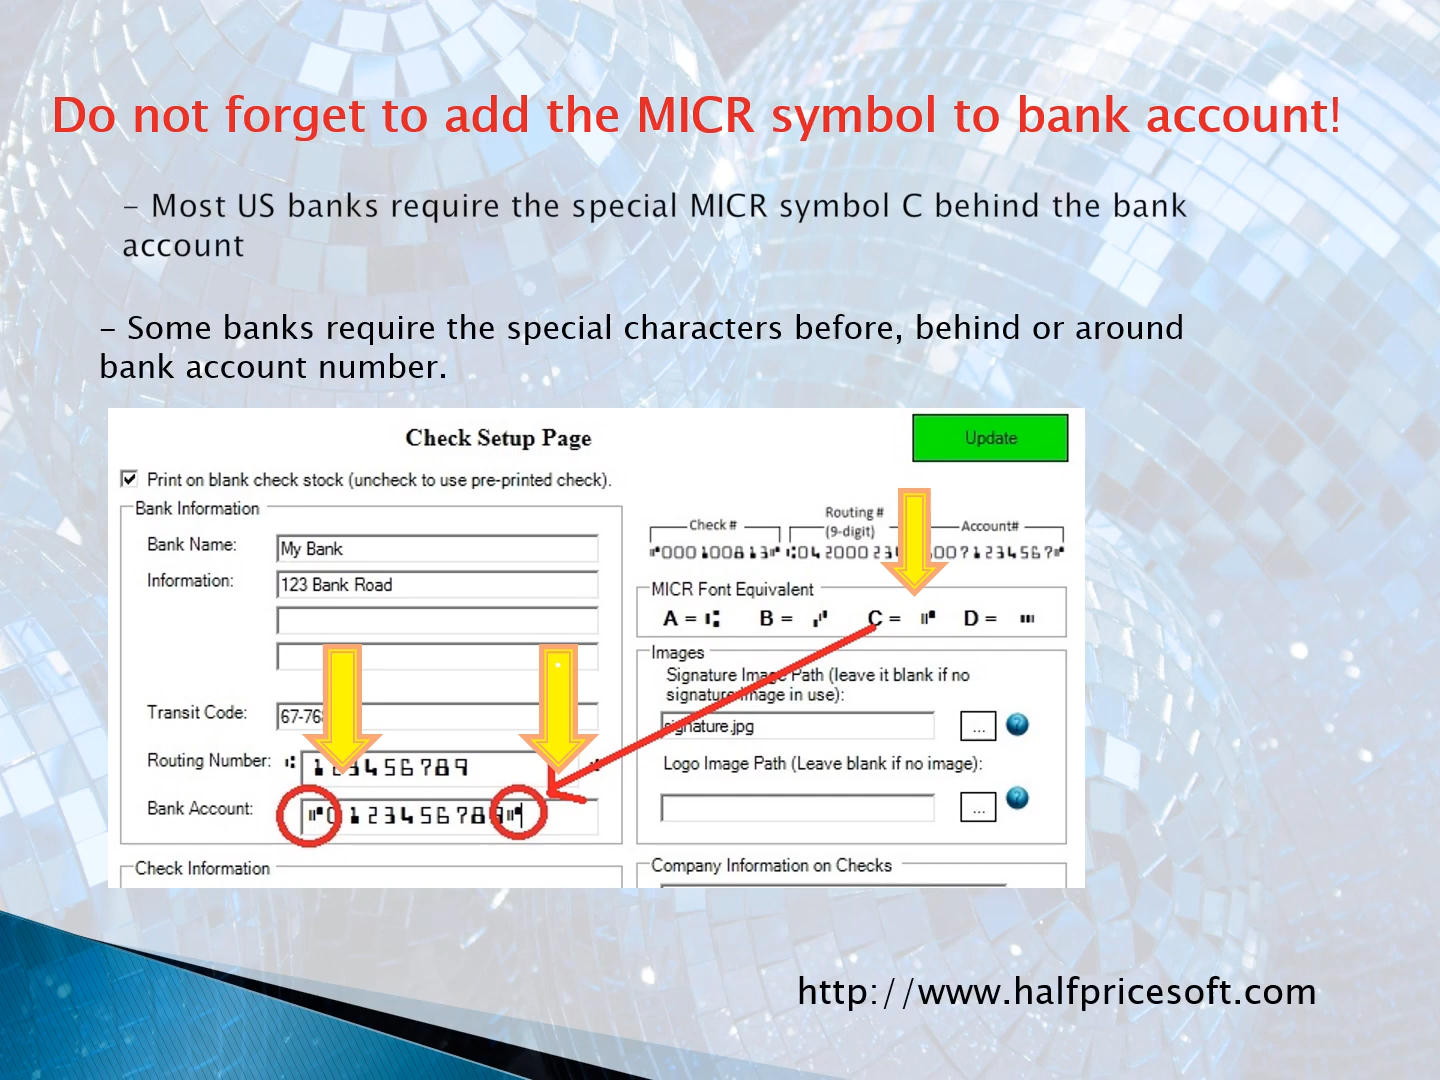 Do not forget to add the MICR symbol to bank account!
- Most US banks require the special MICR symbol C behind the bank
account
- Some banks require the special characters before, behind or around
bank account number.
Check Setup Page
Update
Print on blank check stock (uncheck to use pre-printed check).
Bank Information
Bank Name:
My Bank
Information:
123 Bank Road
Transit Code:
67-76
Routing Number:
⑆ 123456789
Bank Account:
⑈0123456789⑈
Check Information
Check #
Routing #
(9-digit)
Account#
⑈000100813⑈ ⑆042000234 60071234567⑈
MICR Font Equivalent
A = ⑆ B = ⑇ C = ⑈ D = ⑉
Images
Signature Image Path (leave it blank if no
signature image in use):
signature.jpg
...
Logo Image Path (Leave blank if no image):
...
Company Information on Checks
http://www.halfpricesoft.com